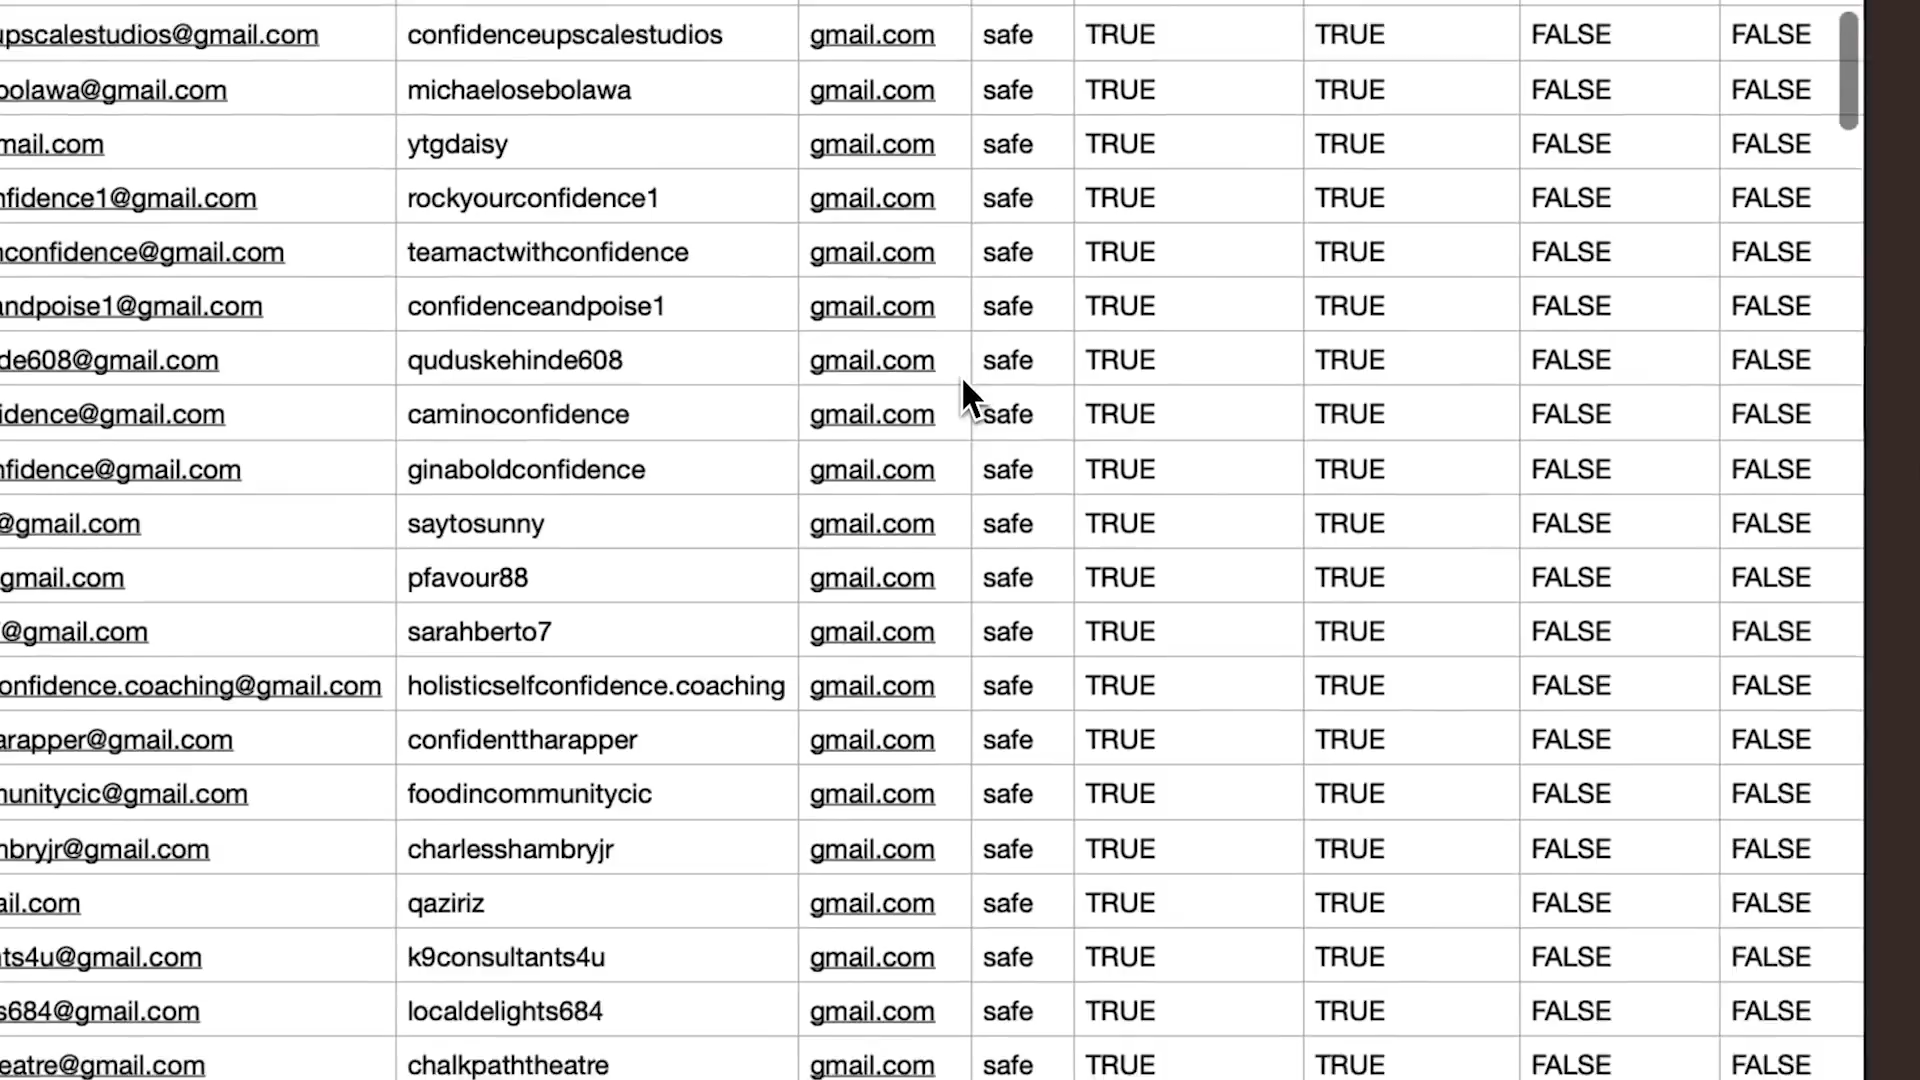 upscalestudios@gmail.com confidenceupscalestudios gmail.com safe TRUE TRUE FALSE FALSE
bolawa@gmail.com michaelosebolawa gmail.com safe TRUE TRUE FALSE FALSE
mail.com ytgdaisy gmail.com safe TRUE TRUE FALSE FALSE
nfidence1@gmail.com rockyourconfidence1 gmail.com safe TRUE TRUE FALSE FALSE
hconfidence@gmail.com teamactwithconfidence gmail.com safe TRUE TRUE FALSE FALSE
andpoise1@gmail.com confidenceandpoise1 gmail.com safe TRUE TRUE FALSE FALSE
de608@gmail.com quduskehinde608 gmail.com safe TRUE TRUE FALSE FALSE
idence@gmail.com caminoconfidence gmail.com safe TRUE TRUE FALSE FALSE
nfidence@gmail.com ginaboldconfidence gmail.com safe TRUE TRUE FALSE FALSE
@gmail.com saytosunny gmail.com safe TRUE TRUE FALSE FALSE
gmail.com pfavour88 gmail.com safe TRUE TRUE FALSE FALSE
@gmail.com sarahberto7 gmail.com safe TRUE TRUE FALSE FALSE
onfidence.coaching@gmail.com holisticselfconfidence.coaching gmail.com safe TRUE TRUE FALSE FALSE
arapper@gmail.com confidenttharapper gmail.com safe TRUE TRUE FALSE FALSE
munitycic@gmail.com foodincommunitycic gmail.com safe TRUE TRUE FALSE FALSE
mbryjr@gmail.com charlesshambryjr gmail.com safe TRUE TRUE FALSE FALSE
ail.com qaziriz gmail.com safe TRUE TRUE FALSE FALSE
nts4u@gmail.com k9consultants4u gmail.com safe TRUE TRUE FALSE FALSE
s684@gmail.com localdelights684 gmail.com safe TRUE TRUE FALSE FALSE
eatre@gmail.com chalkpaththeatre gmail.com safe TRUE TRUE FALSE FALSE